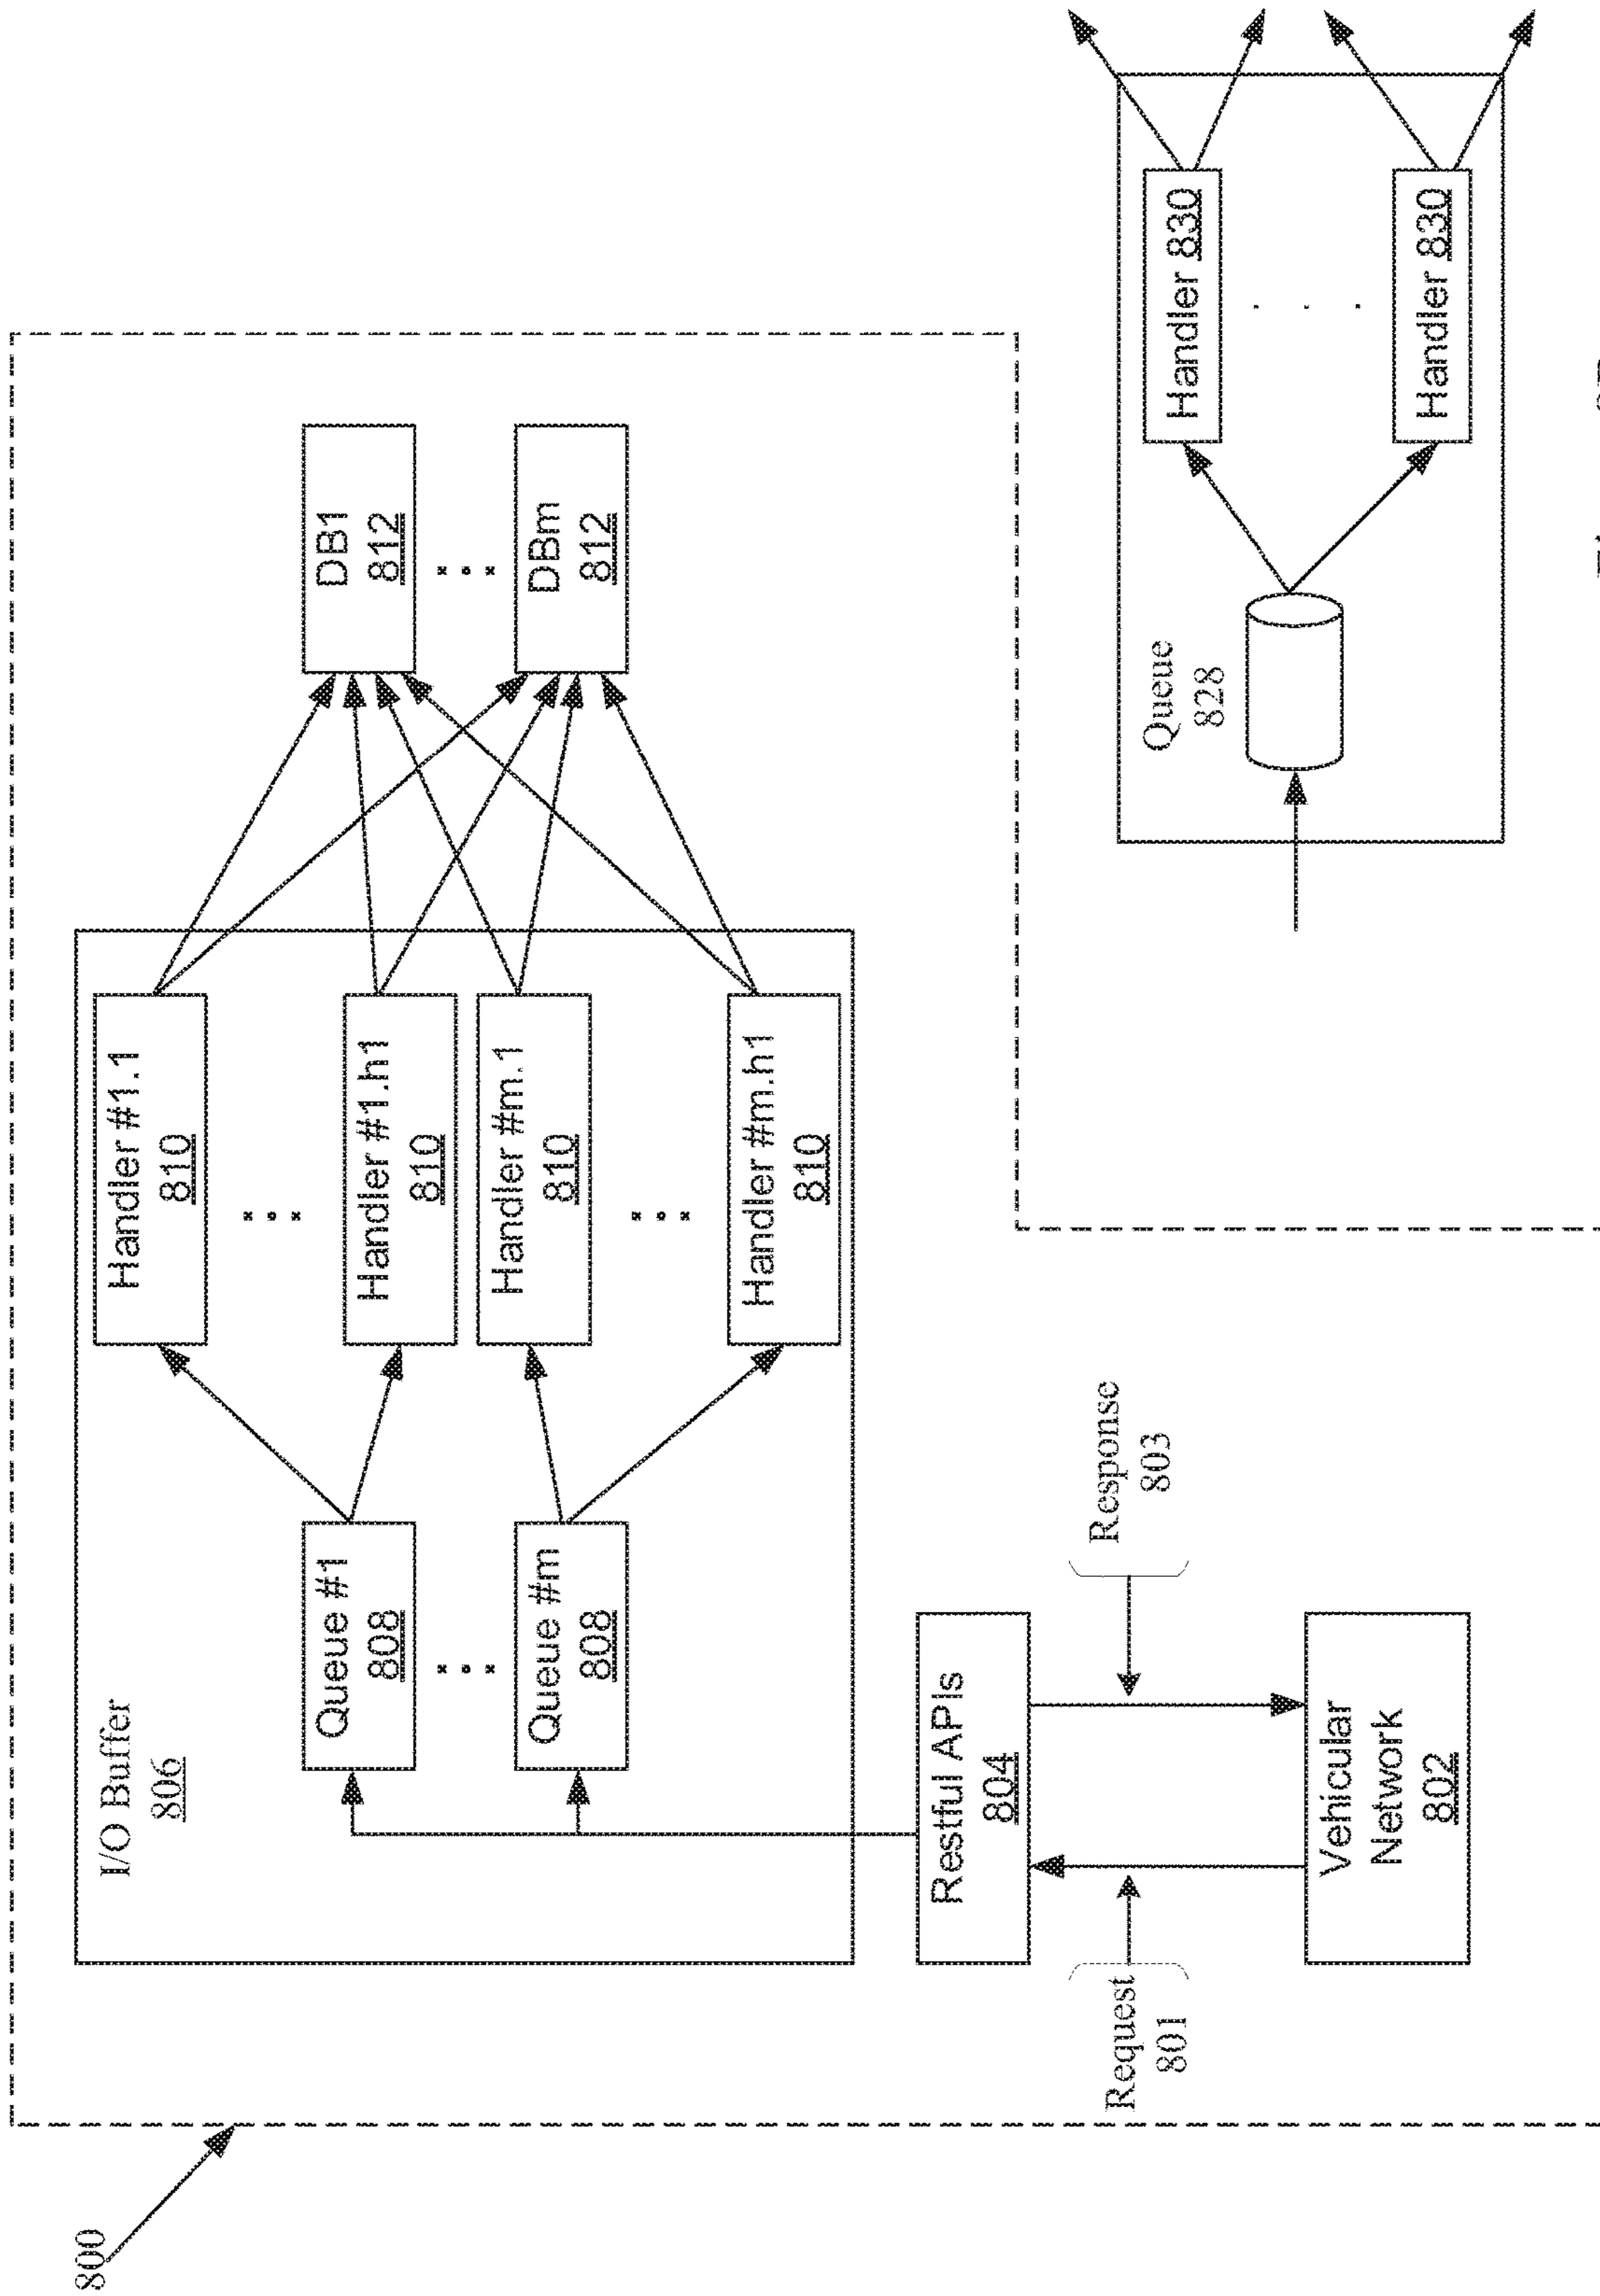 800
I/O Buffer
806
Queue #1
808
...
Queue #m
808
Handler #1.1
810
...
Handler #1.h1
810
Handler #m.1
810
...
Handler #m.h1
810
DB1
812
...
DBm
812
Restful APIs
804
Request
801
Response
803
Vehicular
Network
802
Queue
828
Handler 830
. . .
Handler 830